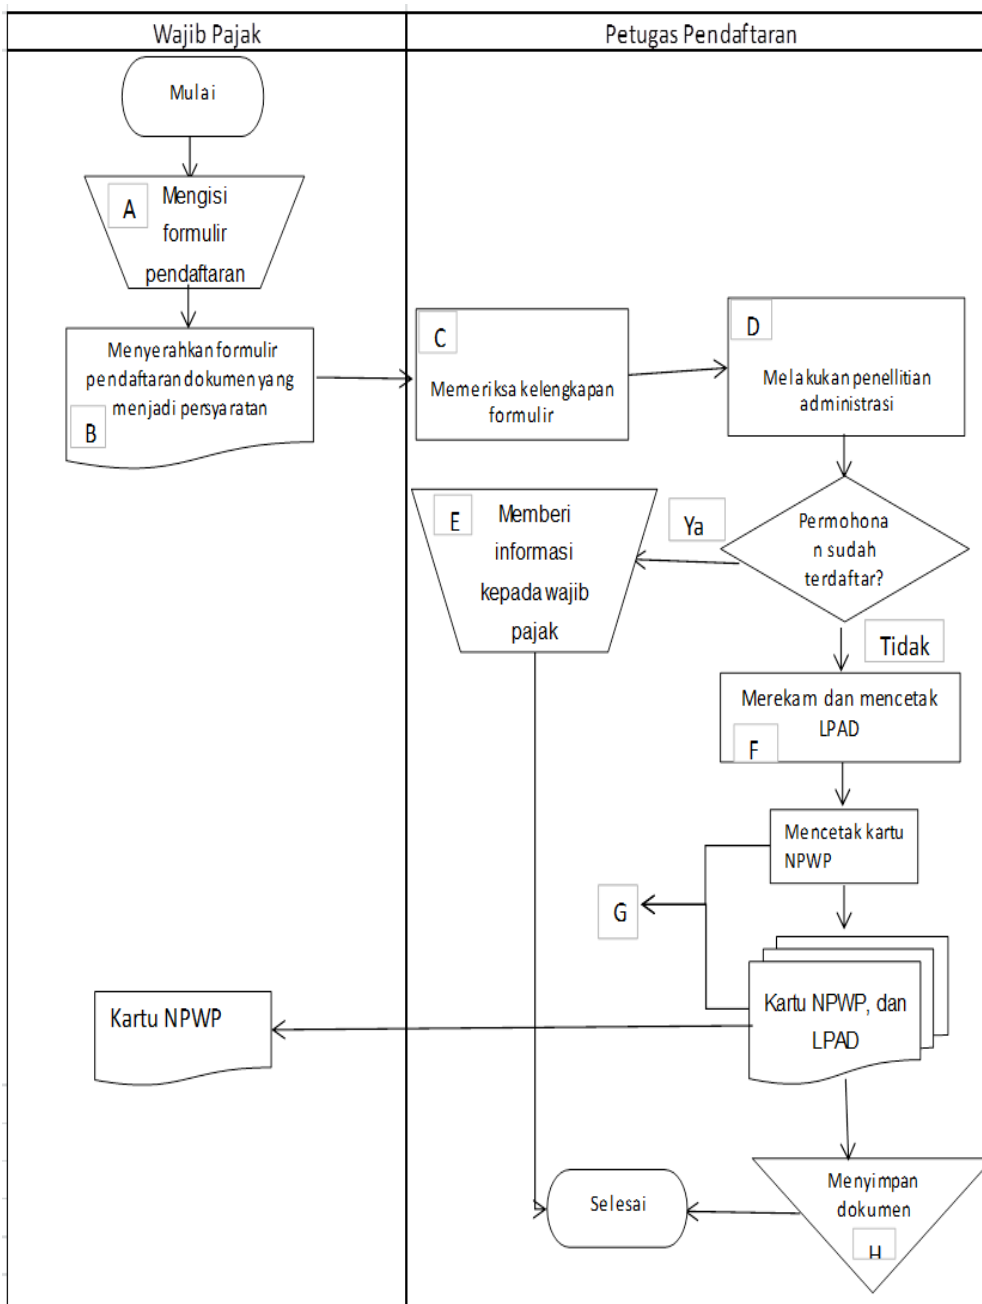 Wajib Pajak
Petugas Pendaftaran
Mulai
A
Mengisi
formulir
pendaftaran
Menyerahkan formulir
pendaftaran dokumen yang
menjadi persyaratan
B
C
Memeriksa kelengkapan
formulir
D
Melakukan penellitian
administrasi
E
Memberi
informasi
kepada wajib
pajak
Ya
Permohona
n sudah
terdaftar?
Tidak
Merekam dan mencetak
LPAD
F
Mencetak kartu
NPWP
G
Kartu NPWP, dan
LPAD
Kartu NPWP
Menyimpan
dokumen
H
Selesai